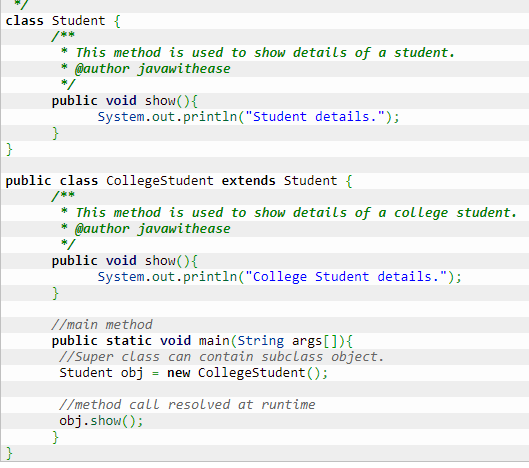 */
class Student {
/**
* This method is used to show details of a student.
* @author javawithease
*/
public void show(){
System.out.println("Student details.");
}
}
public class CollegeStudent extends Student {
/**
* This method is used to show details of a college student.
* @author javawithease
*/
public void show(){
System.out.println("College Student details.");
}
//main method
public static void main(String args[]){
//Super class can contain subclass object.
Student obj = new CollegeStudent();
//method call resolved at runtime
obj.show();
}
}